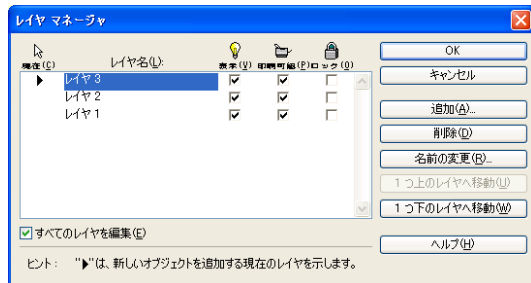 レイヤ マネージャ
現在(C) レイヤ名(L): 表示(V) 印刷可能(P) ロック(O)
レイヤ 3
レイヤ 2
レイヤ 1
OK
キャンセル
追加(A)...
削除(D)
名前の変更(R)...
1 つ上のレイヤへ移動(U)
1 つ下のレイヤへ移動(W)
ヘルプ(H)
すべてのレイヤを編集(E)
ヒント: "▶"は、新しいオブジェクトを追加する現在のレイヤを示します。